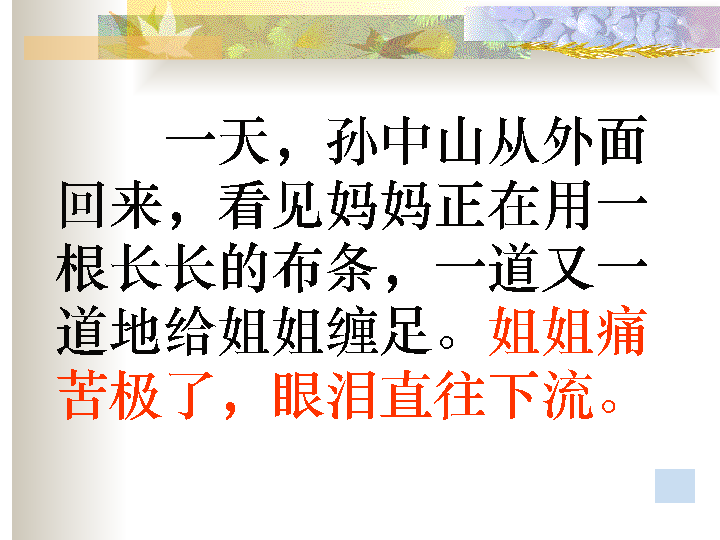 一天，孙中山从外面
回来，看见妈妈正在用一
根长长的布条，一道又一
道地给姐姐缠足。姐姐痛
苦极了，眼泪直往下流。